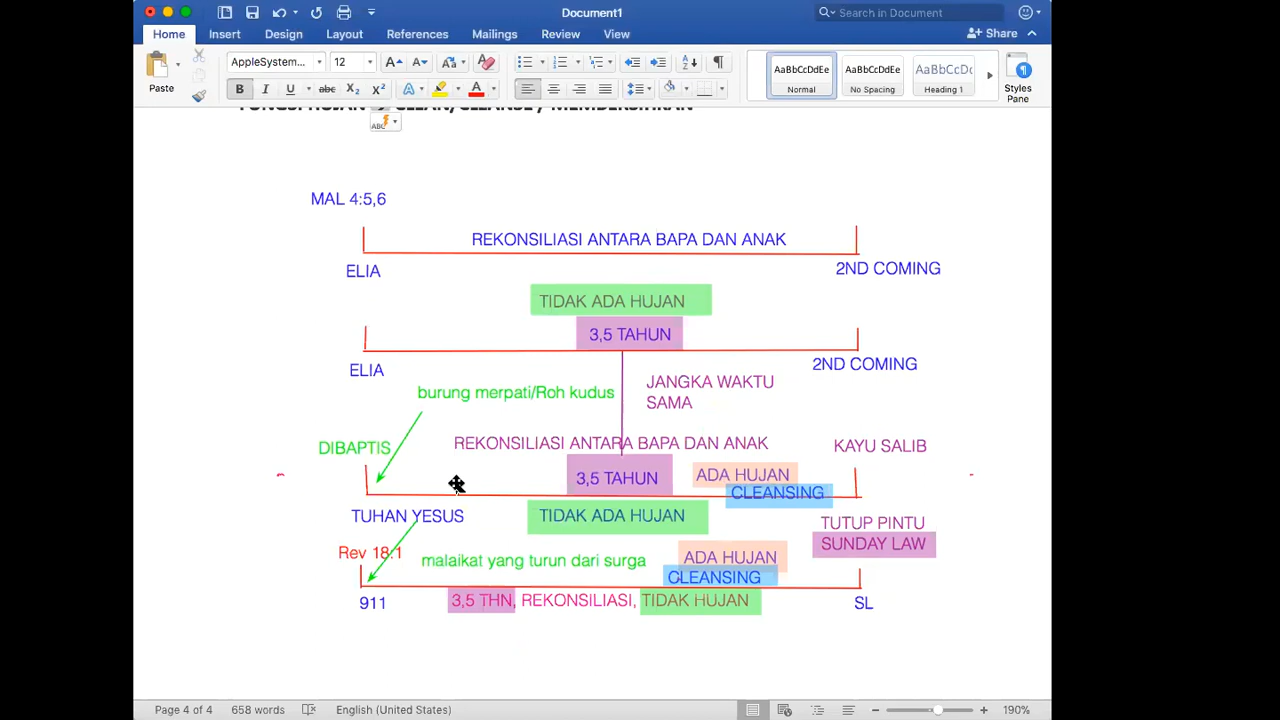 Document1
Search in Document
Home Insert Design Layout References Mailings Review View Share
Paste
AppleSystem... 12
AaBbCcDdEe AaBbCcDdEe AaBbCcDc
Normal No Spacing Heading 1
Styles Pane
FUNGSI HUJAN CLEAN/CLEANSE / MEMBERSIHKAN
MAL 4:5,6
REKONSILIASI ANTARA BAPA DAN ANAK
ELIA 2ND COMING
TIDAK ADA HUJAN
3,5 TAHUN
ELIA 2ND COMING
JANGKA WAKTU
SAMA
burung merpati/Roh kudus
DIBAPTIS REKONSILIASI ANTARA BAPA DAN ANAK KAYU SALIB
3,5 TAHUN ADA HUJAN
CLEANSING
TUHAN YESUS TIDAK ADA HUJAN TUTUP PINTU
SUNDAY LAW
Rev 18:1 malaikat yang turun dari surga ADA HUJAN
CLEANSING
911 3,5 THN, REKONSILIASI, TIDAK HUJAN SL
Page 4 of 4 658 words English (United States) 190%